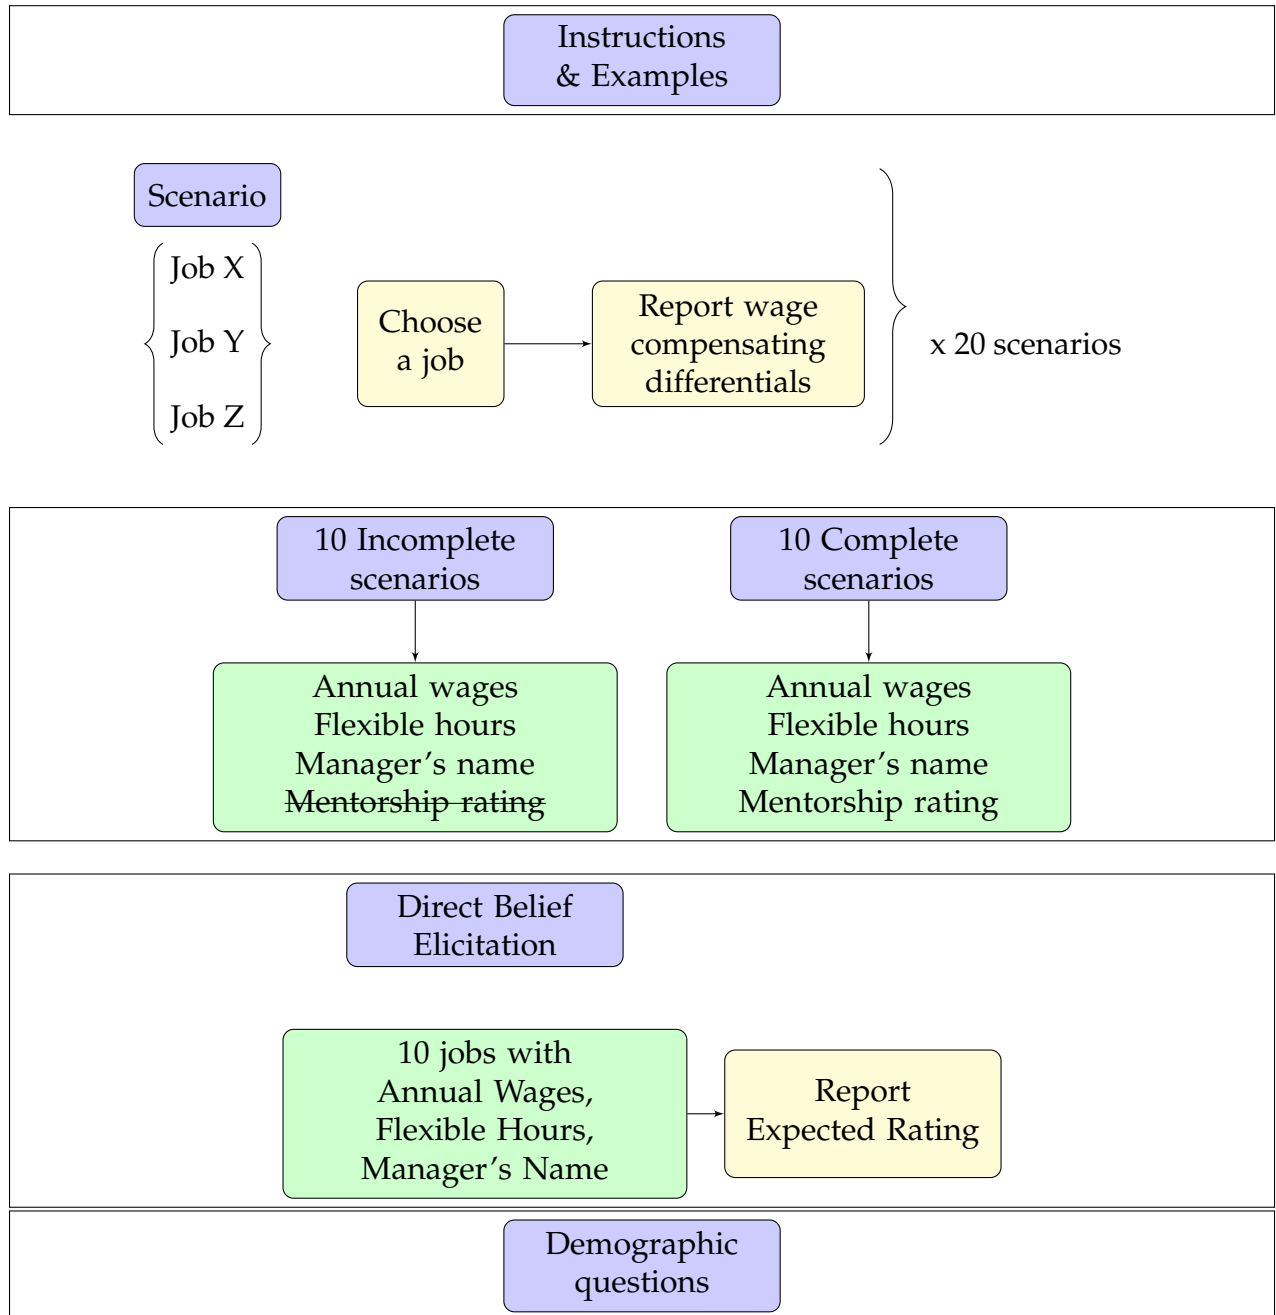 Instructions
& Examples
Scenario
Job X
Job Y
Job Z
Choose
a job
Report wage
compensating
differentials
x 20 scenarios
10 Incomplete
scenarios
10 Complete
scenarios
Annual wages
Flexible hours
Manager's name
Mentorship rating
Annual wages
Flexible hours
Manager's name
Mentorship rating
Direct Belief
Elicitation
10 jobs with
Annual Wages,
Flexible Hours,
Manager's Name
Report
Expected Rating
Demographic
questions